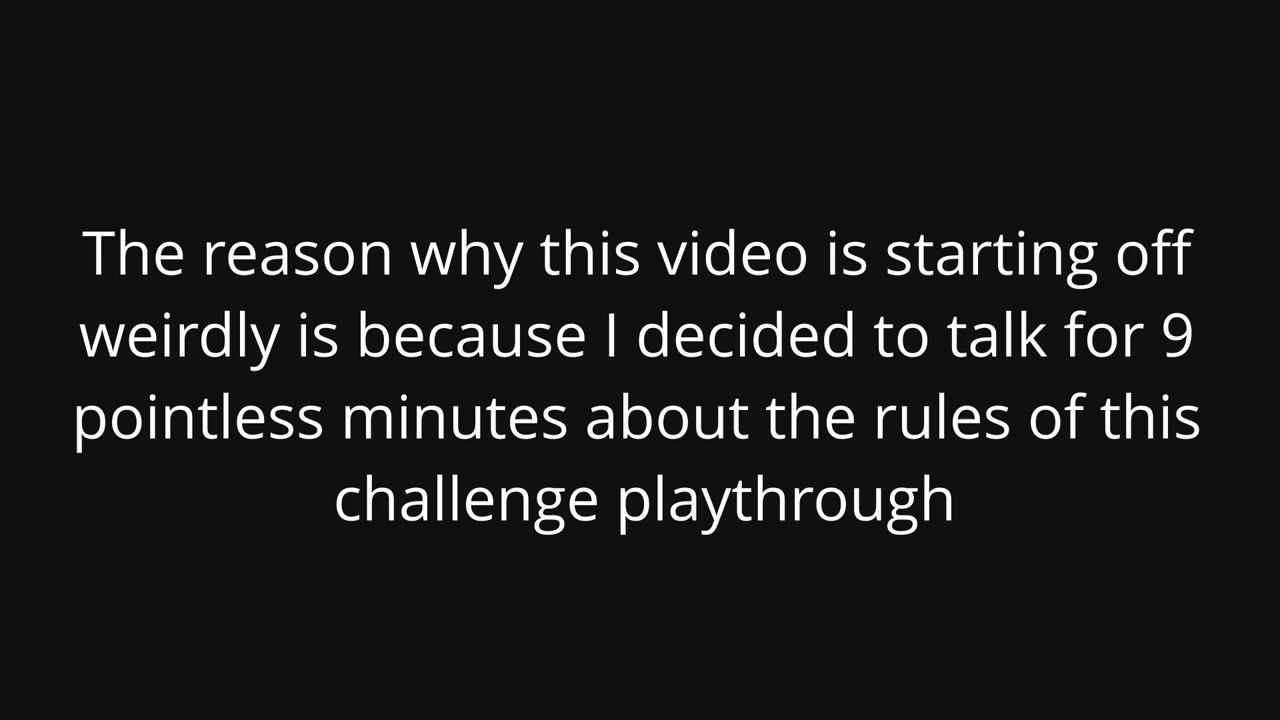 The reason why this video is starting off
weirdly is because I decided to talk for 9
pointless minutes about the rules of this
challenge playthrough